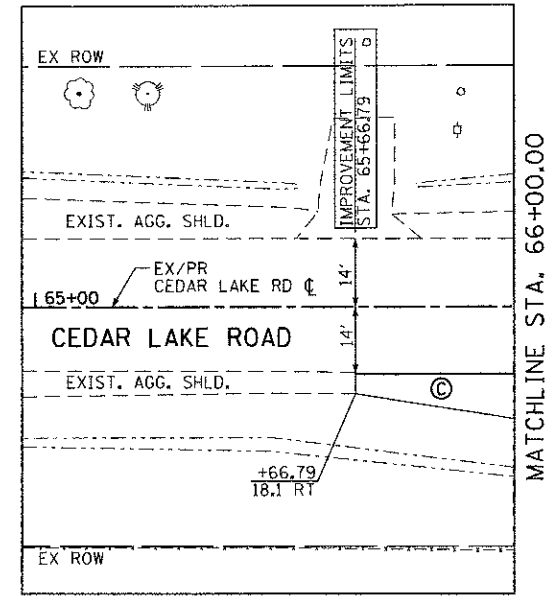 EX ROW
IMPROVEMENT LIMITS
STA. 65+66.79
EXIST. AGG. SHLD.
EX/PR
CEDAR LAKE RD ℄
14'
65+00
CEDAR LAKE ROAD
14'
EXIST. AGG. SHLD.
C
+66.79
18.1 RT
EX ROW
MATCHLINE STA. 66+00.00